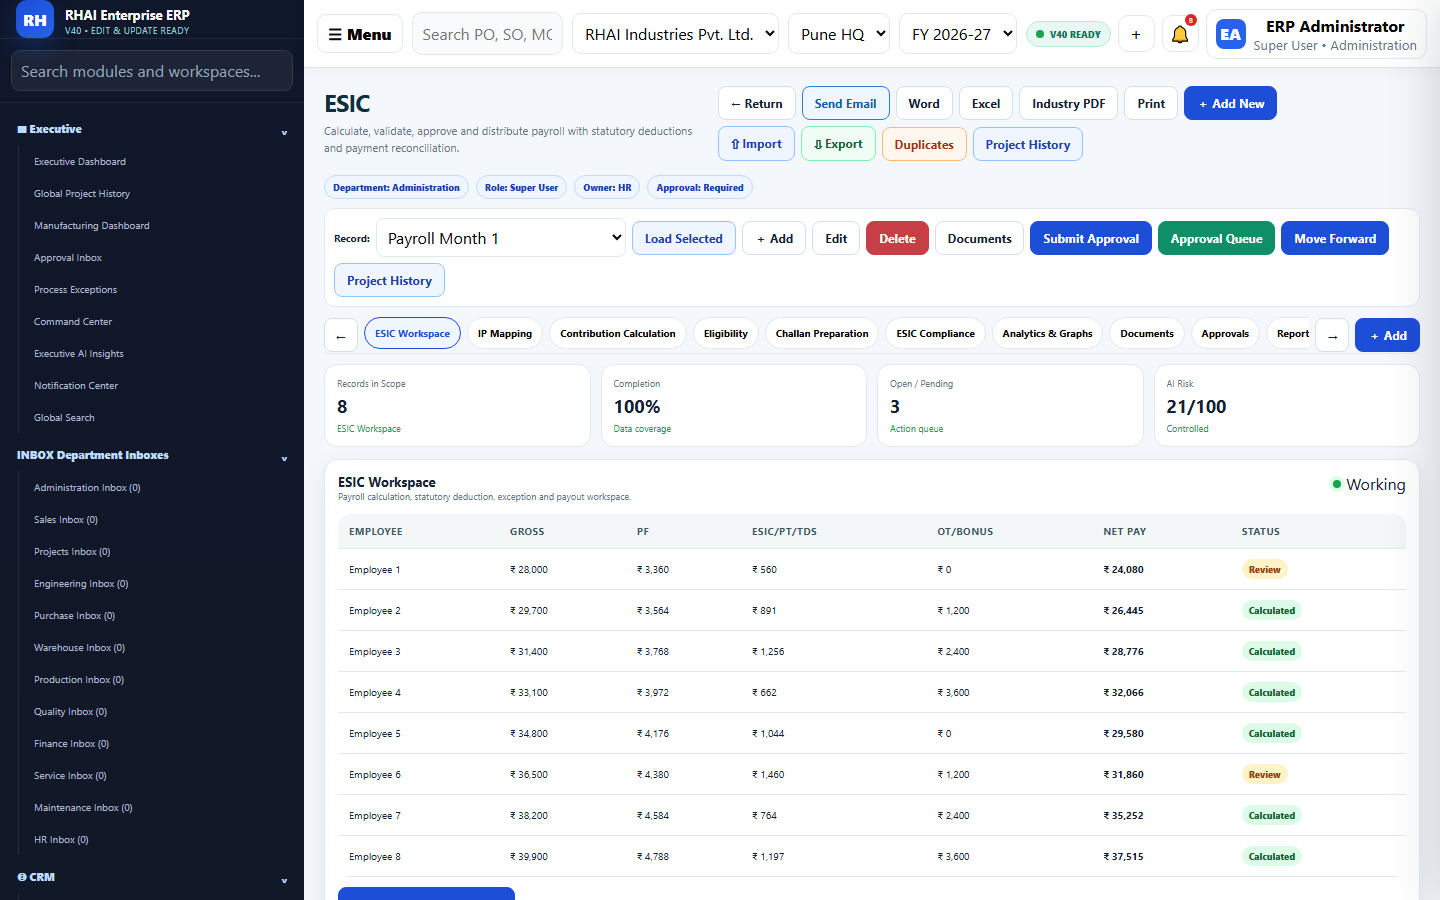 RH
RHAI Enterprise ERP
V40 • EDIT & UPDATE READY
Search modules and workspaces...
Executive
Executive Dashboard
Global Project History
Manufacturing Dashboard
Approval Inbox
Process Exceptions
Command Center
Executive AI Insights
Notification Center
Global Search
INBOX Department Inboxes
Administration Inbox (0)
Sales Inbox (0)
Projects Inbox (0)
Engineering Inbox (0)
Purchase Inbox (0)
Warehouse Inbox (0)
Production Inbox (0)
Quality Inbox (0)
Finance Inbox (0)
Service Inbox (0)
Maintenance Inbox (0)
HR Inbox (0)
CRM
☰ Menu
Search PO, SO, MC
RHAI Industries Pvt. Ltd.
Pune HQ
FY 2026-27
V40 READY
+
8
EA
ERP Administrator
Super User • Administration
ESIC
Calculate, validate, approve and distribute payroll with statutory deductions
and payment reconciliation.
← Return
Send Email
Word
Excel
Industry PDF
Print
+ Add New
⇧ Import
⇩ Export
Duplicates
Project History
Department: Administration
Role: Super User
Owner: HR
Approval: Required
Record:
Payroll Month 1
Load Selected
+ Add
Edit
Delete
Documents
Submit Approval
Approval Queue
Move Forward
Project History
←
ESIC Workspace
IP Mapping
Contribution Calculation
Eligibility
Challan Preparation
ESIC Compliance
Analytics & Graphs
Documents
Approvals
Report
→
+ Add
Records in Scope
8
ESIC Workspace
Completion
100%
Data coverage
Open / Pending
3
Action queue
AI Risk
21/100
Controlled
ESIC Workspace
Payroll calculation, statutory deduction, exception and payout workspace.
Working
EMPLOYEE GROSS PF ESIC/PT/TDS OT/BONUS NET PAY STATUS
Employee 1 ₹ 28,000 ₹ 3,360 ₹ 560 ₹ 0 ₹ 24,080 Review
Employee 2 ₹ 29,700 ₹ 3,564 ₹ 891 ₹ 1,200 ₹ 26,445 Calculated
Employee 3 ₹ 31,400 ₹ 3,768 ₹ 1,256 ₹ 2,400 ₹ 28,776 Calculated
Employee 4 ₹ 33,100 ₹ 3,972 ₹ 662 ₹ 3,600 ₹ 32,066 Calculated
Employee 5 ₹ 34,800 ₹ 4,176 ₹ 1,044 ₹ 0 ₹ 29,580 Calculated
Employee 6 ₹ 36,500 ₹ 4,380 ₹ 1,460 ₹ 1,200 ₹ 31,860 Review
Employee 7 ₹ 38,200 ₹ 4,584 ₹ 764 ₹ 2,400 ₹ 35,252 Calculated
Employee 8 ₹ 39,900 ₹ 4,788 ₹ 1,197 ₹ 3,600 ₹ 37,515 Calculated